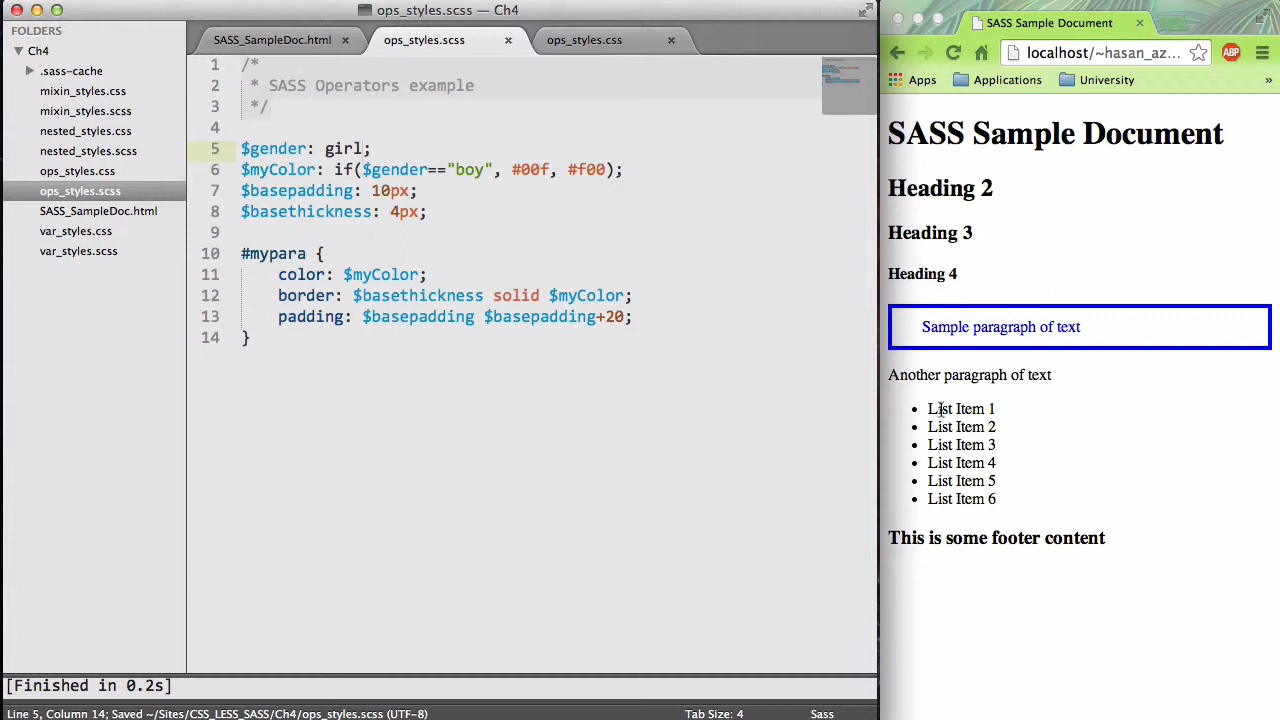 ops_styles.scss — Ch4
FOLDERS
Ch4
.sass-cache
mixin_styles.css
mixin_styles.scss
nested_styles.css
nested_styles.scss
ops_styles.css
ops_styles.scss
SASS_SampleDoc.html
var_styles.css
var_styles.scss
SASS_SampleDoc.html × ops_styles.scss × ops_styles.css ×
1 /*
2 * SASS Operators example
3 */
4
5 $gender: girl;
6 $myColor: if($gender=="boy", #00f, #f00);
7 $basepadding: 10px;
8 $basethickness: 4px;
9
10 #mypara {
11 color: $myColor;
12 border: $basethickness solid $myColor;
13 padding: $basepadding $basepadding+20;
14 }
[Finished in 0.2s]
Line 5, Column 14; Saved ~/Sites/CSS_LESS_SASS/Ch4/ops_styles.scss (UTF-8) Tab Size: 4 Sass
SASS Sample Document ×
localhost/~hasan_az... ABP
Apps Applications University »
SASS Sample Document
Heading 2
Heading 3
Heading 4
Sample paragraph of text
Another paragraph of text
• List Item 1
• List Item 2
• List Item 3
• List Item 4
• List Item 5
• List Item 6
This is some footer content